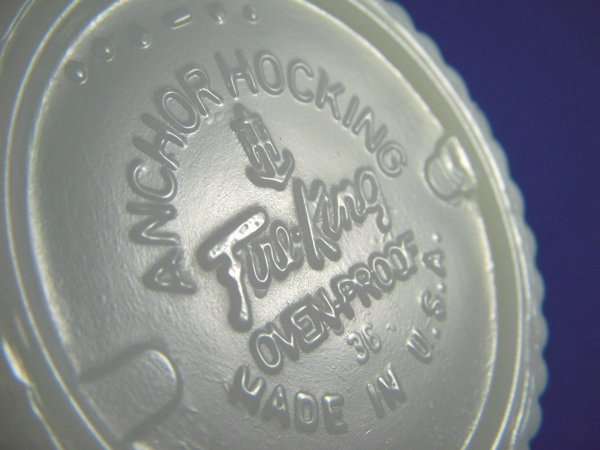 ANCHOR HOCKING
Fire-King
OVEN-PROOF
36
MADE IN U.S.A.